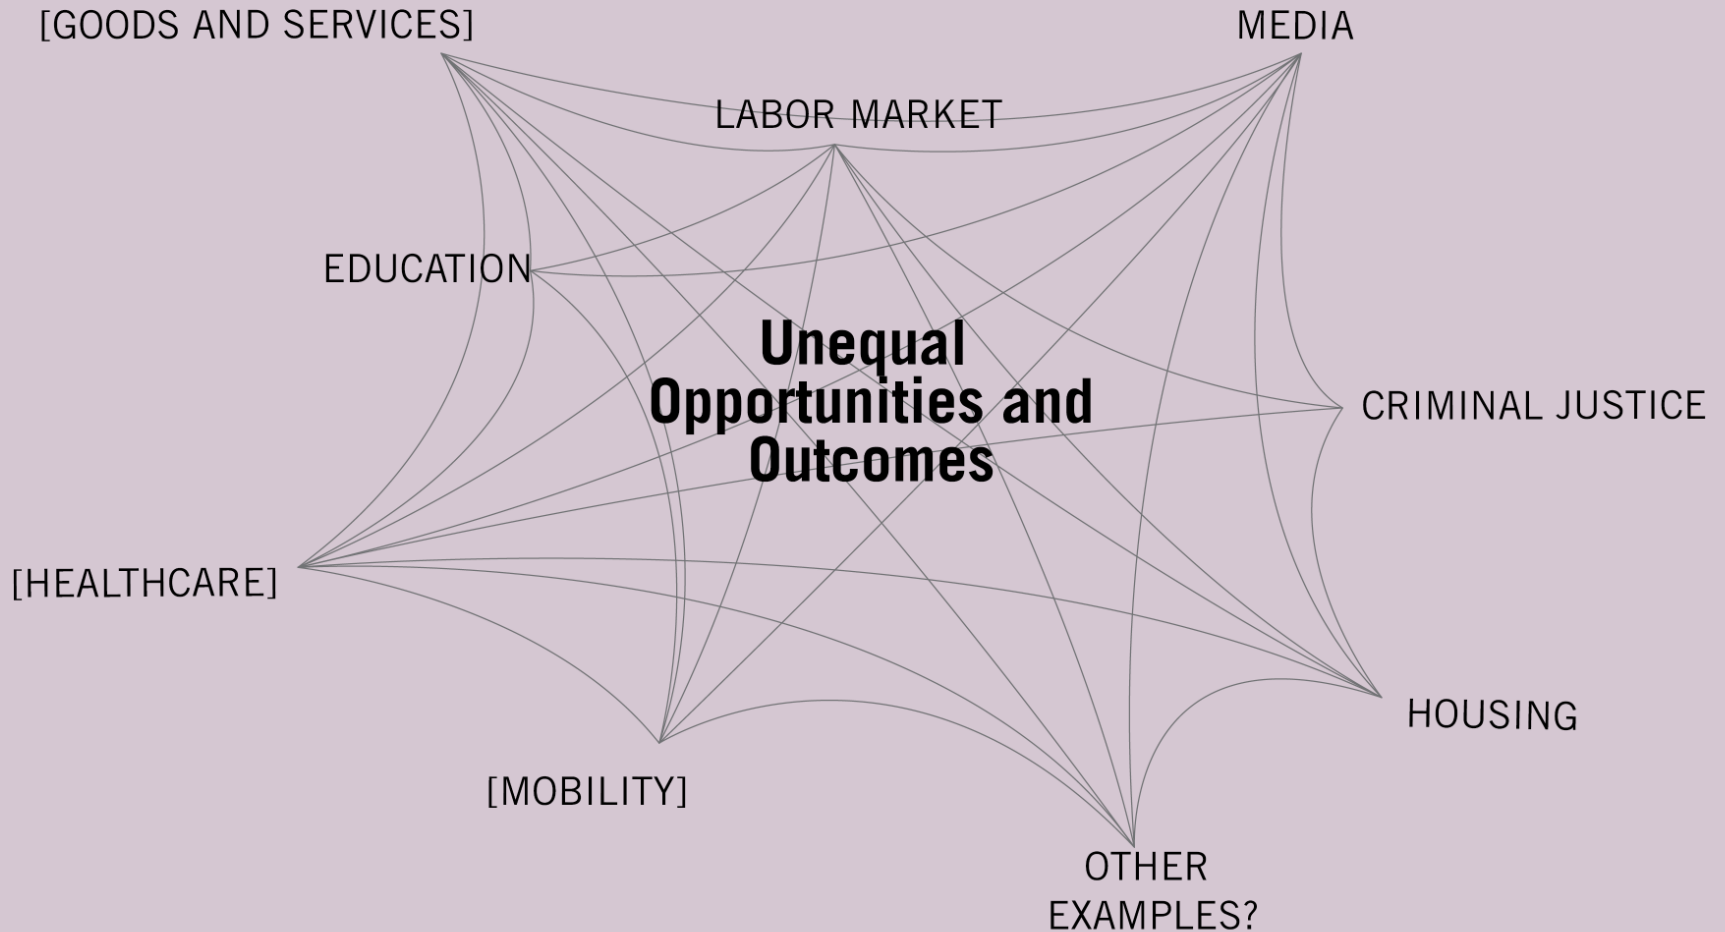 [GOODS AND SERVICES]
MEDIA
LABOR MARKET
EDUCATION
Unequal
Opportunities and
Outcomes
CRIMINAL JUSTICE
[HEALTHCARE]
HOUSING
[MOBILITY]
OTHER
EXAMPLES?